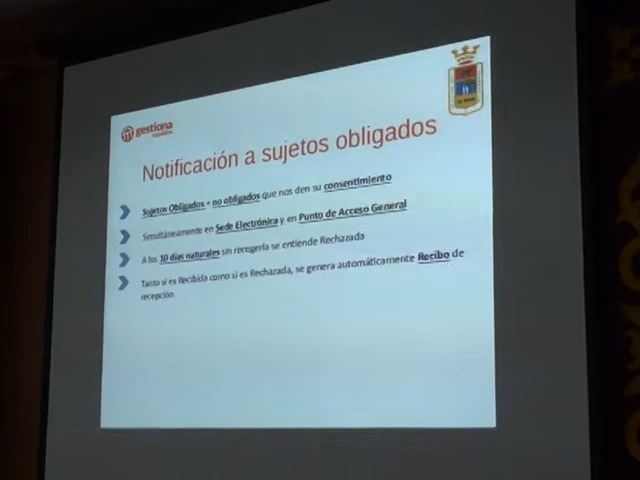 gestiona
Notificación a sujetos obligados
Sujetos Obligados + no obligados que nos den su consentimiento
Simultáneamente en Sede Electrónica y en Punto de Acceso General
A los 10 días naturales sin recogerla se entiende Rechazada
Tanto si es Recibida como si es Rechazada, se genera automáticamente Recibo de
recepción